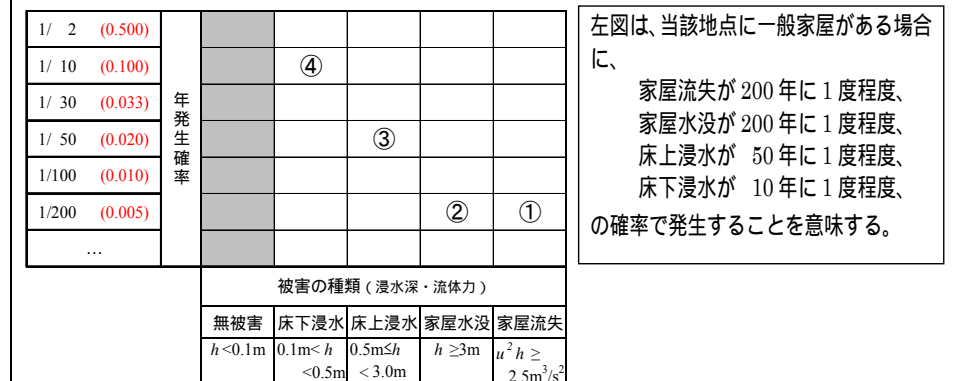 1/ 2 (0.500)
1/ 10 (0.100) ④
1/ 30 (0.033)
1/ 50 (0.020) ③
1/100 (0.010)
1/200 (0.005) ② ①
…
年発生確率
被害の種類(浸水深・流体力)
無被害 床下浸水 床上浸水 家屋水没 家屋流失
h<0.1m 0.1m< h 0.5m≤h h ≥3m u² h ≥
<0.5m < 3.0m 2.5m³/s²
左図は、当該地点に一般家屋がある場合
に、
家屋流失が 200 年に 1 度程度、
家屋水没が 200 年に 1 度程度、
床上浸水が 50 年に 1 度程度、
床下浸水が 10 年に 1 度程度、
の確率で発生することを意味する。